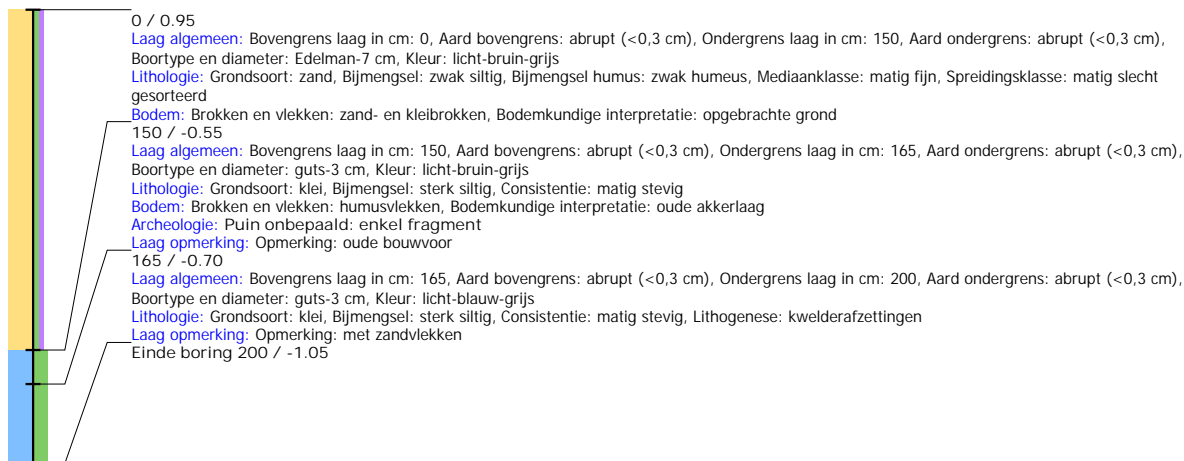 0 / 0.95
Laag algemeen: Bovengrens laag in cm: 0, Aard bovengrens: abrupt (<0,3 cm), Ondergrens laag in cm: 150, Aard ondergrens: abrupt (<0,3 cm),
Boortype en diameter: Edelman-7 cm, Kleur: licht-bruin-grijs
Lithologie: Grondsoort: zand, Bijmengsel: zwak siltig, Bijmengsel humus: zwak humeus, Mediaanklasse: matig fijn, Spreidingsklasse: matig slecht
gesorteerd
Bodem: Brokken en vlekken: zand- en kleibrokken, Bodemkundige interpretatie: opgebrachte grond
150 / -0.55
Laag algemeen: Bovengrens laag in cm: 150, Aard bovengrens: abrupt (<0,3 cm), Ondergrens laag in cm: 165, Aard ondergrens: abrupt (<0,3 cm),
Boortype en diameter: guts-3 cm, Kleur: licht-bruin-grijs
Lithologie: Grondsoort: klei, Bijmengsel: sterk siltig, Consistentie: matig stevig
Bodem: Brokken en vlekken: humusvlekken, Bodemkundige interpretatie: oude akkerlaag
Archeologie: Puin onbepaald: enkel fragment
Laag opmerking: Opmerking: oude bouwvoor
165 / -0.70
Laag algemeen: Bovengrens laag in cm: 165, Aard bovengrens: abrupt (<0,3 cm), Ondergrens laag in cm: 200, Aard ondergrens: abrupt (<0,3 cm),
Boortype en diameter: guts-3 cm, Kleur: licht-blauw-grijs
Lithologie: Grondsoort: klei, Bijmengsel: sterk siltig, Consistentie: matig stevig, Lithogenese: kwelderafzettingen
Laag opmerking: Opmerking: met zandvlekken
Einde boring 200 / -1.05